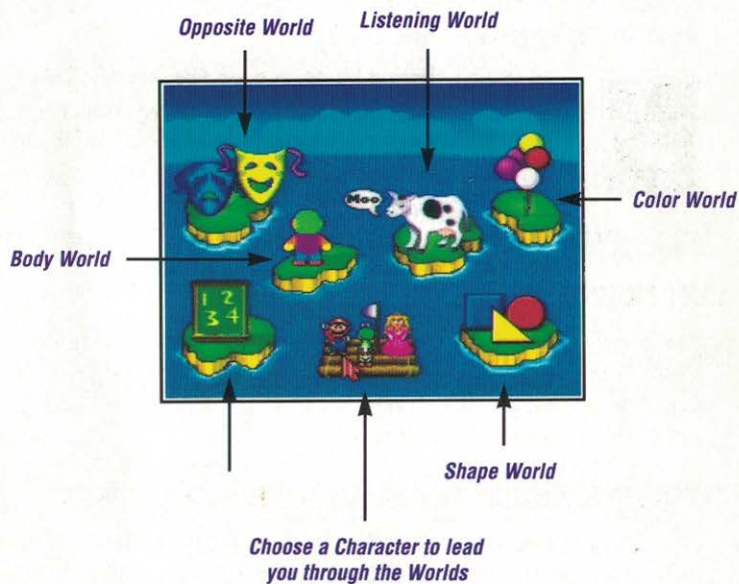 Opposite World
Listening World
Moo
Color World
Body World
1 2
3 4
Shape World
Choose a Character to lead
you through the Worlds